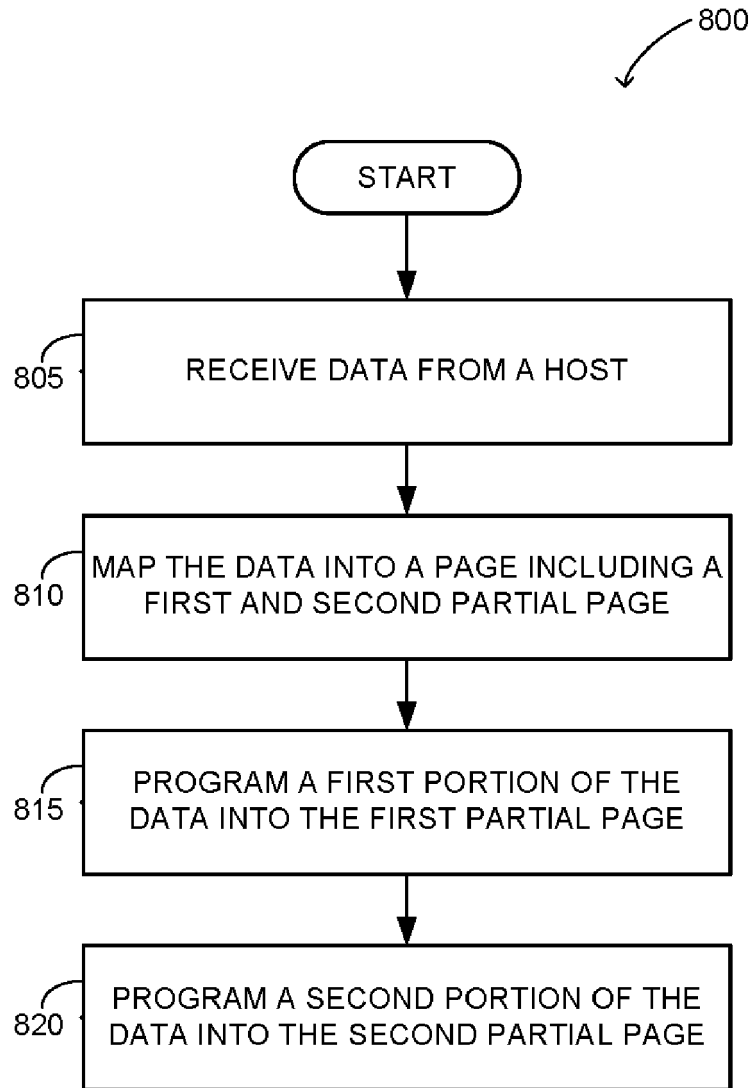 800
START
805
RECEIVE DATA FROM A HOST
810
MAP THE DATA INTO A PAGE INCLUDING A
FIRST AND SECOND PARTIAL PAGE
815
PROGRAM A FIRST PORTION OF THE
DATA INTO THE FIRST PARTIAL PAGE
820
PROGRAM A SECOND PORTION OF THE
DATA INTO THE SECOND PARTIAL PAGE